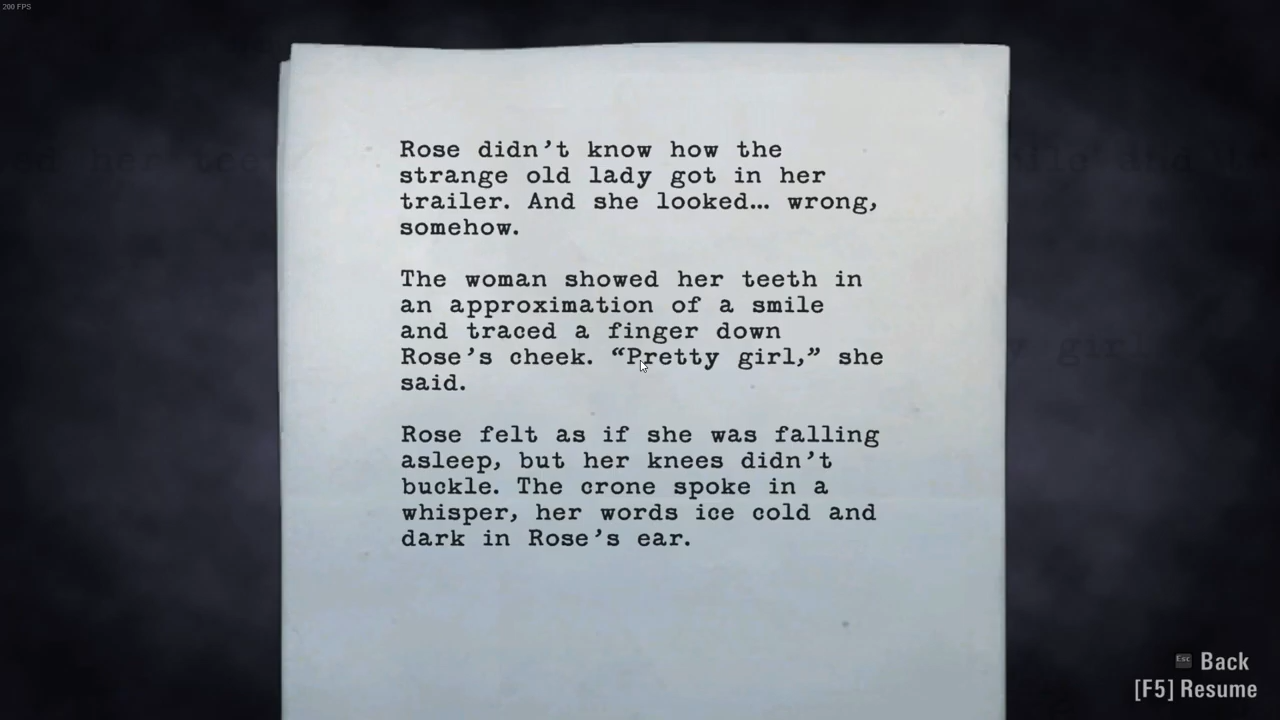 200 FPS
Rose didn’t know how the
strange old lady got in her
trailer. And she looked… wrong,
somehow.
The woman showed her teeth in
an approximation of a smile
and traced a finger down
Rose’s cheek. “Pretty girl,” she
said.
Rose felt as if she was falling
asleep, but her knees didn’t
buckle. The crone spoke in a
whisper, her words ice cold and
dark in Rose’s ear.
Esc Back
[F5] Resume